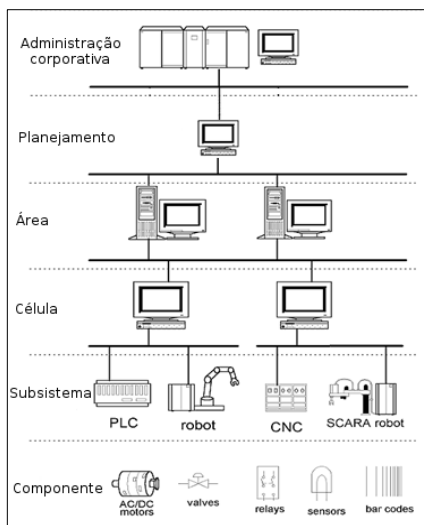 Administração
corporativa
Planejamento
Área
Célula
Subsistema
PLC
robot
CNC
SCARA robot
Componente
AC/DC
motors
valves
relays
sensors
bar codes